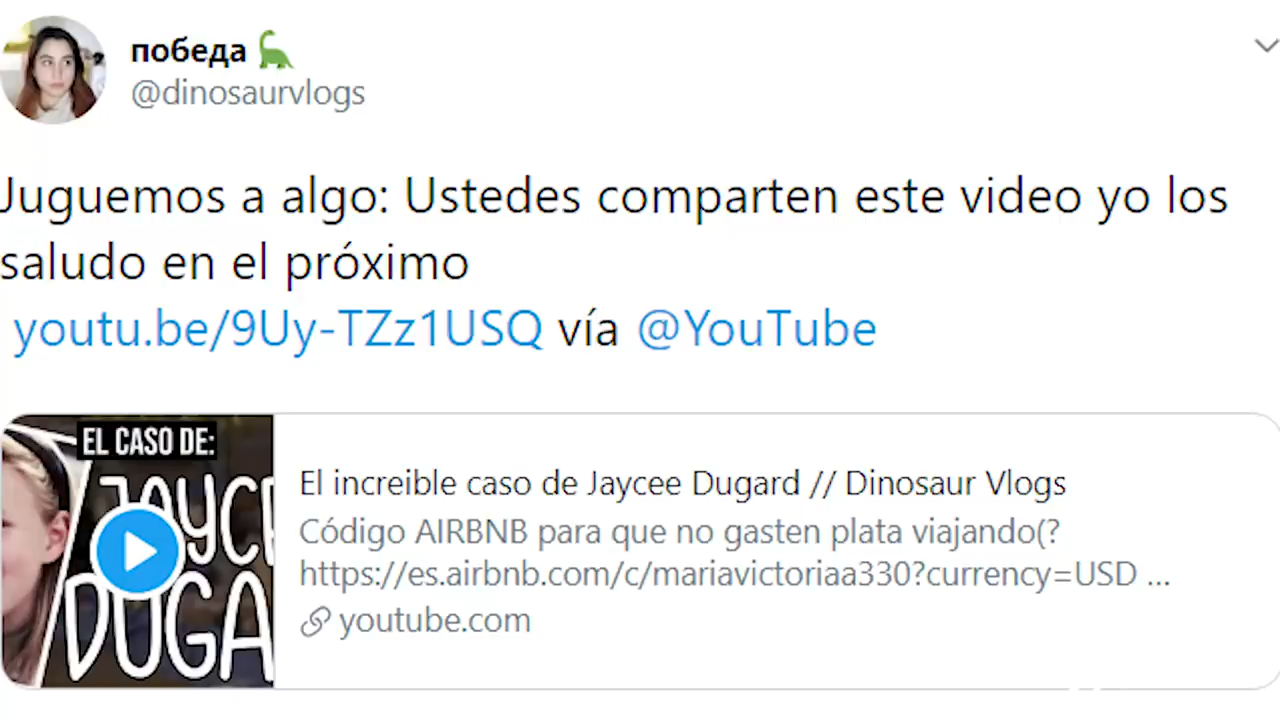 победа
@dinosaurvlogs
Juguemos a algo: Ustedes comparten este video yo los
saludo en el próximo
youtu.be/9Uy-TZz1USQ vía @YouTube
EL CASO DE:
JAYCE
DUGA
El increible caso de Jaycee Dugard // Dinosaur Vlogs
Código AIRBNB para que no gasten plata viajando(?
https://es.airbnb.com/c/mariavictoriaa330?currency=USD ...
youtube.com